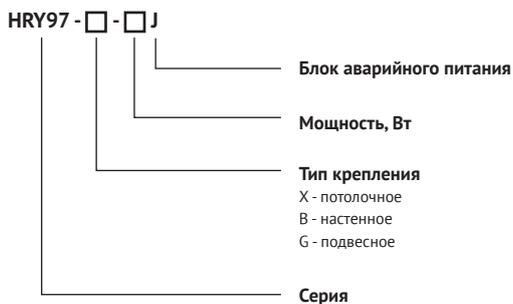 HRY97 - □ - □ J
Блок аварийного питания
Мощность, Вт
Тип крепления
X - потолочное
B - настенное
G - подвесное
Серия